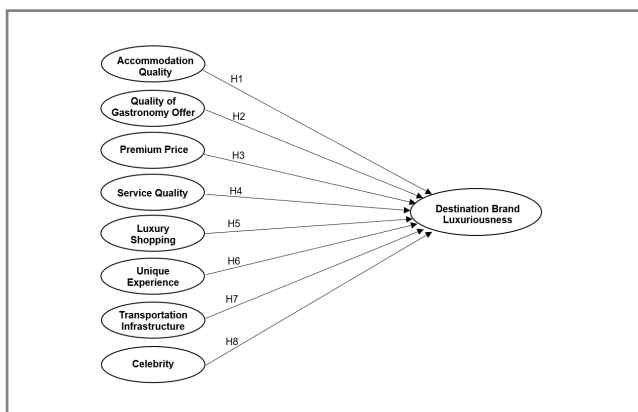 Accommodation
Quality
H1
Quality of
Gastronomy Offer
H2
Premium Price
H3
Service Quality
H4
Luxury
Shopping
H5
Unique
Experience
H6
Transportation
Infrastructure
H7
Celebrity
H8
Destination Brand
Luxuriousness